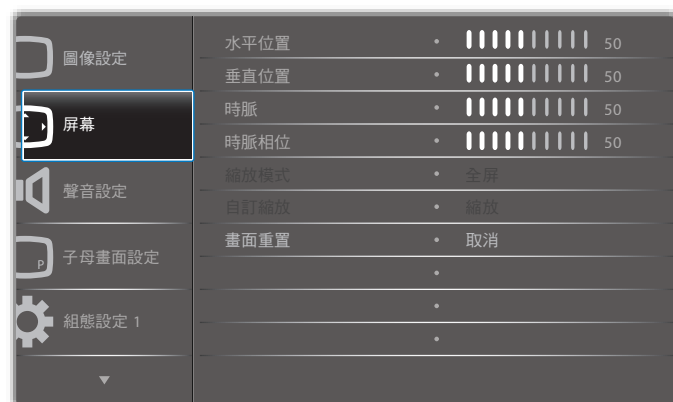 圖像設定
屏幕
聲音設定
P
子母畫面設定
組態設定 1
水平位置 • 50
垂直位置 • 50
時脈 • 50
時脈相位 • 50
縮放模式 • 全屏
自訂縮放 • 縮放
畫面重置 • 取消
•
•
•